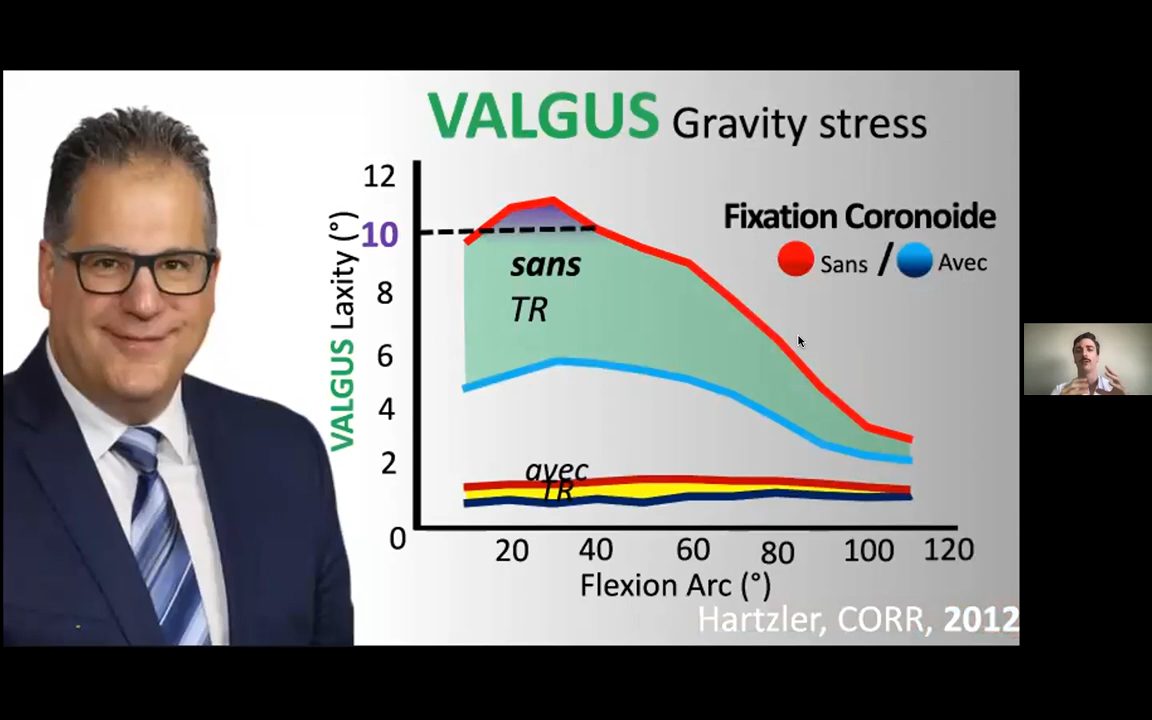 VALGUS Gravity stress
12
10
8
6
4
2
0
VALGUS Laxity (°)
Fixation Coronoide
Sans / Avec
sans
TR
avec
TR
20 40 60 80 100 120
Flexion Arc (°)
Hartzler, CORR, 2012